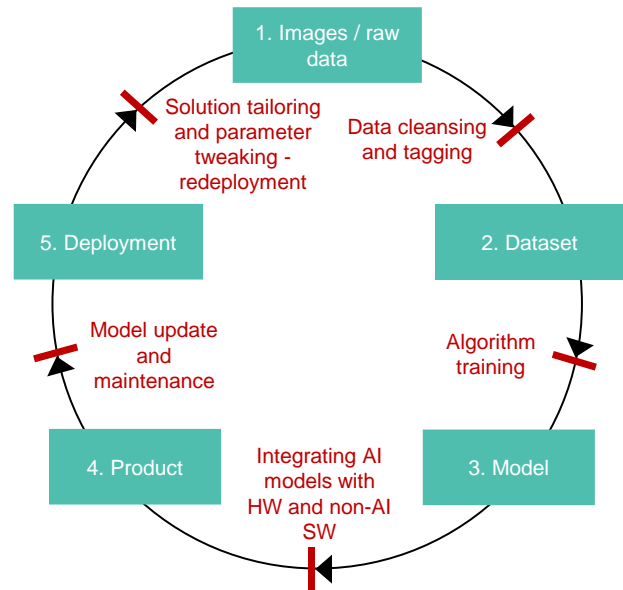 1. Images / raw
data
Data cleansing
and tagging
2. Dataset
Algorithm
training
3. Model
Integrating AI
models with
HW and non-AI
SW
4. Product
Model update
and
maintenance
5. Deployment
Solution tailoring
and parameter
tweaking -
redeployment